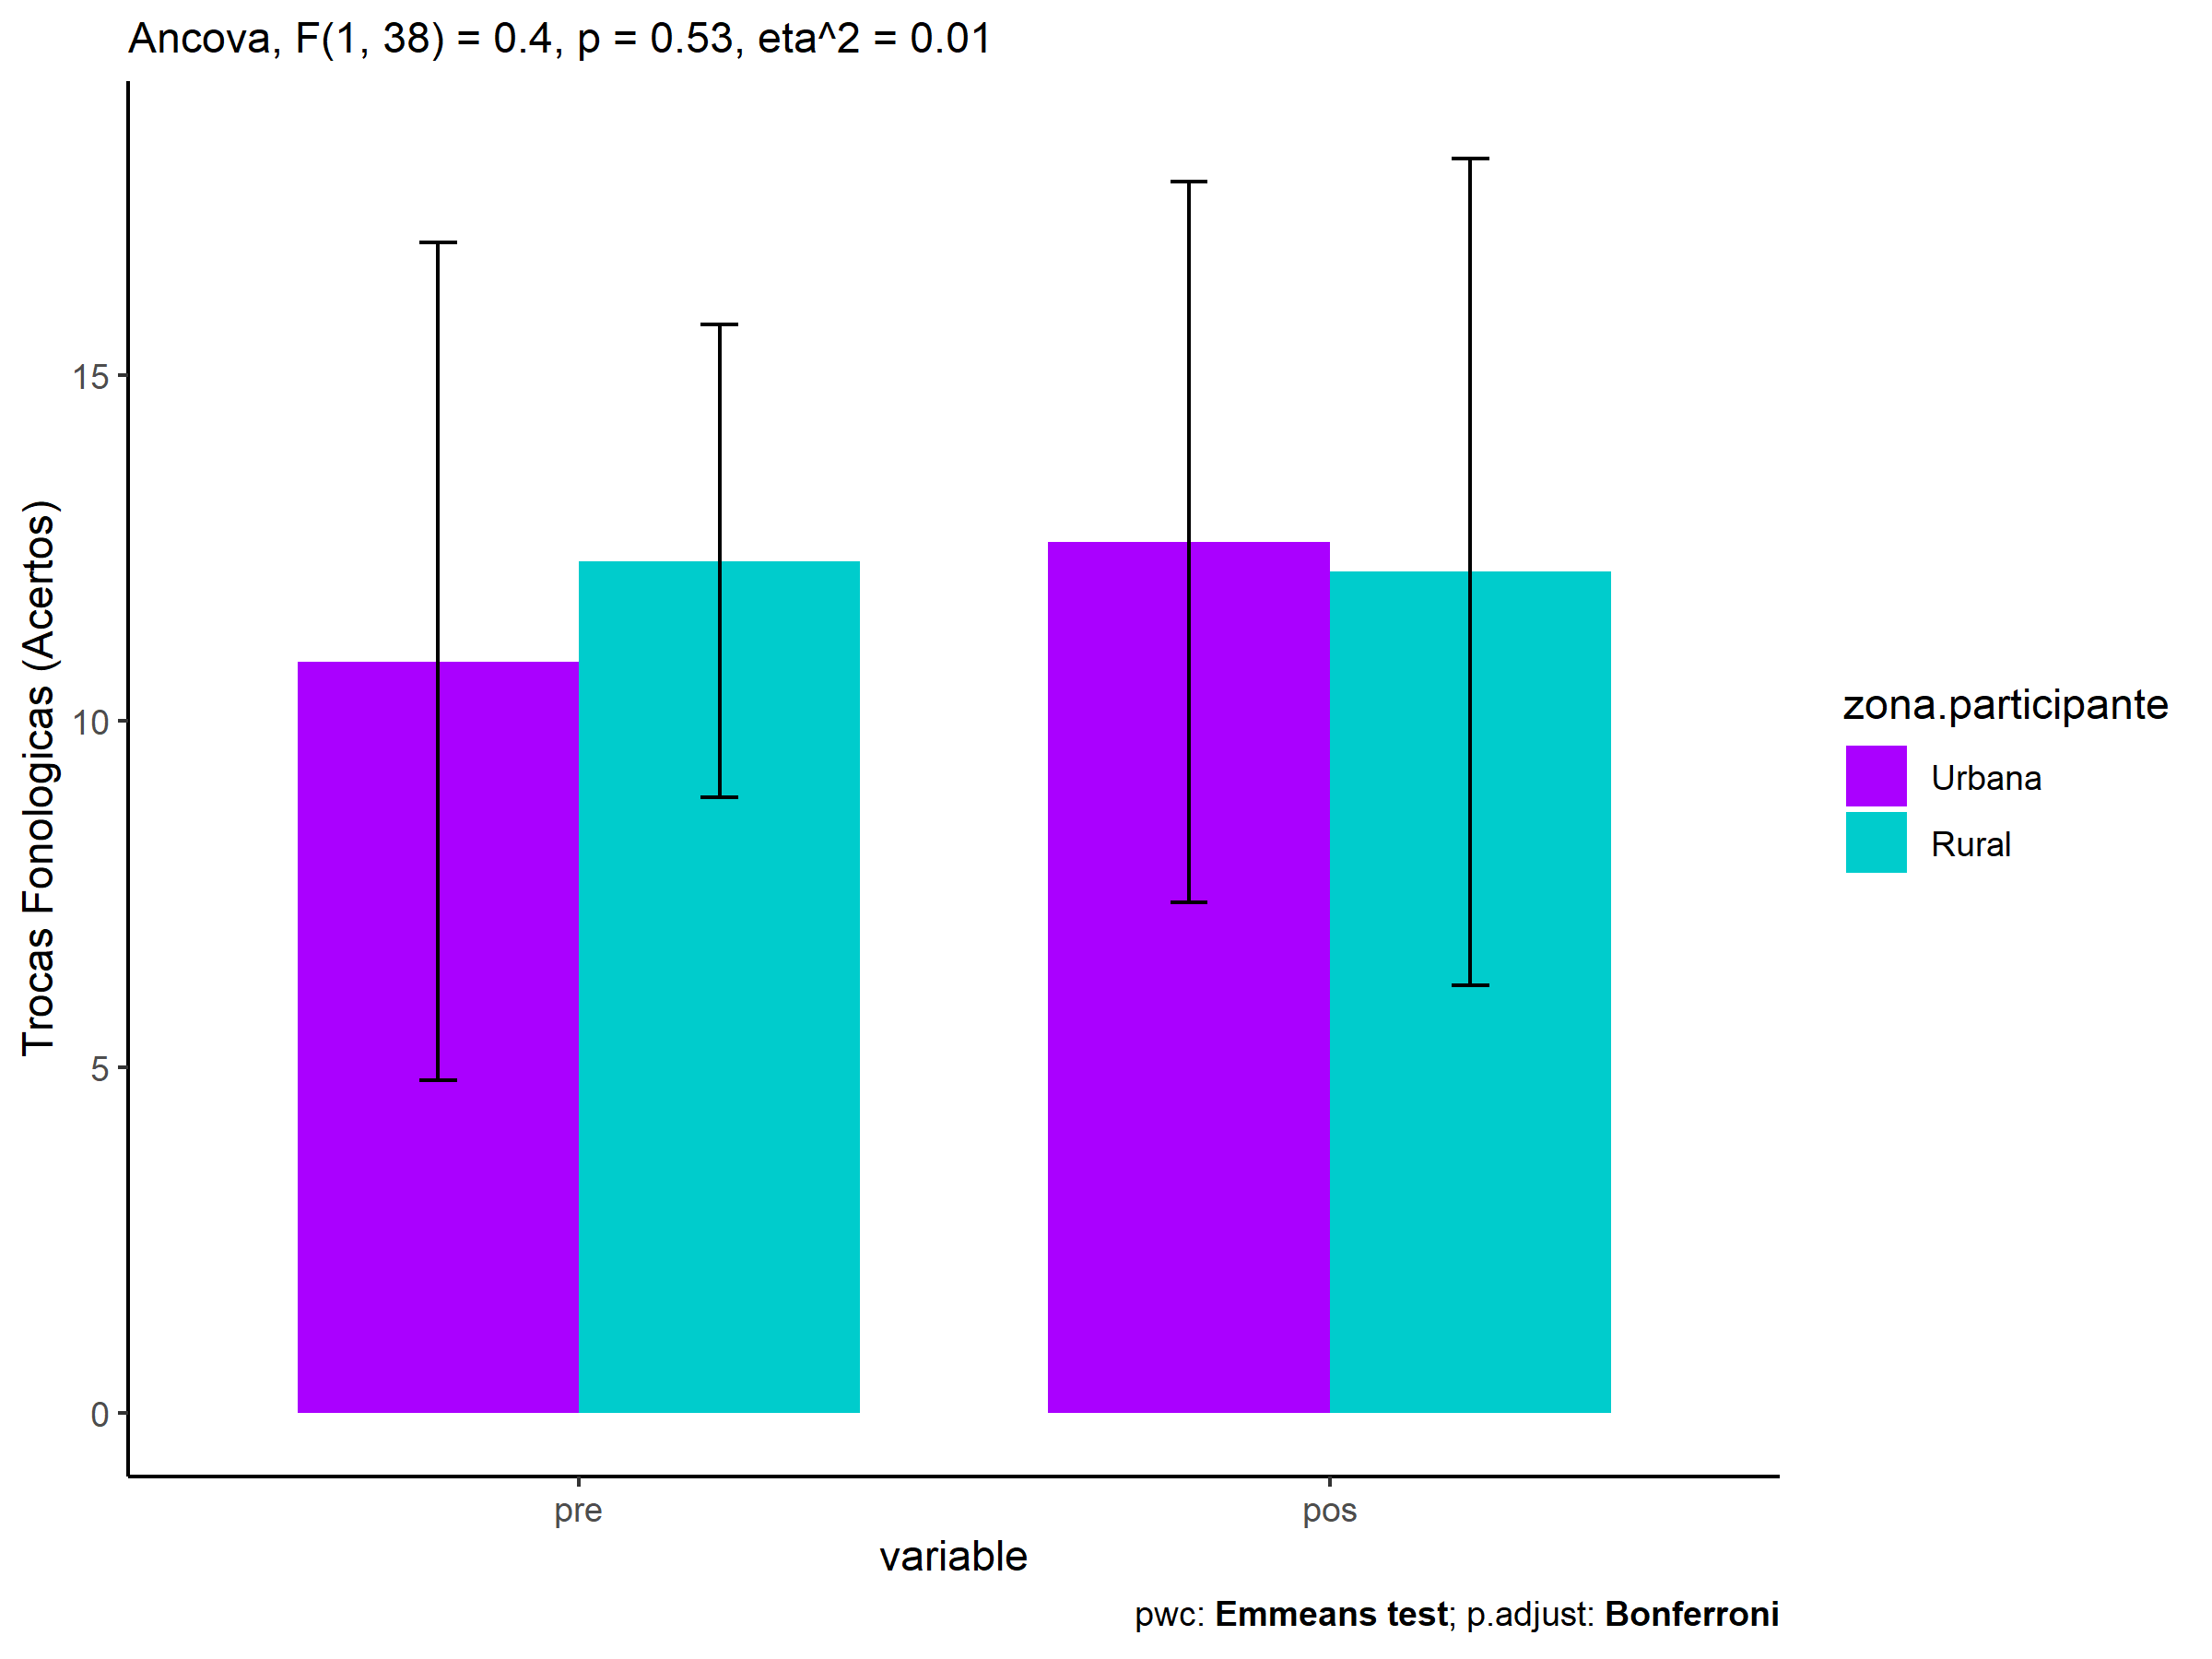 Ancova, F(1, 38) = 0.4, p = 0.53, eta^2 = 0.01
Trocas Fonologicas (Acertos)
15
10
5
0
pre
pos
variable
zona.participante
Urbana
Rural
pwc: Emmeans test; p.adjust: Bonferroni